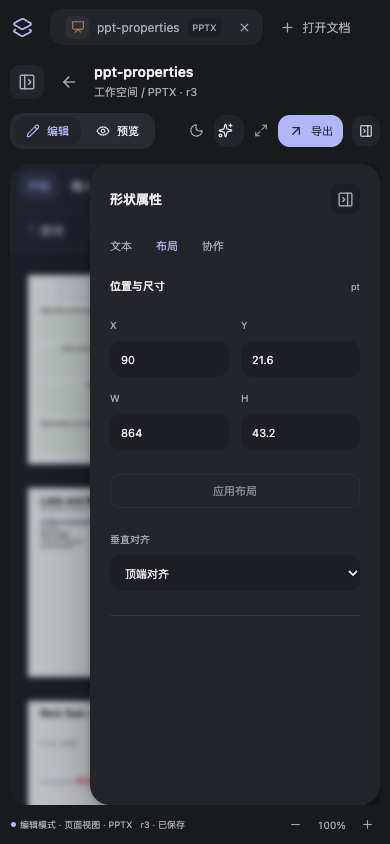 ppt-properties PPTX
打开文档
ppt-properties
工作空间 / PPTX · r3
编辑 预览 导出
形状属性
文本 布局 协作
位置与尺寸 pt
X Y
90 21.6
W H
864 43.2
应用布局
垂直对齐
顶端对齐
编辑模式 · 页面视图 · PPTX r3 · 已保存 100%